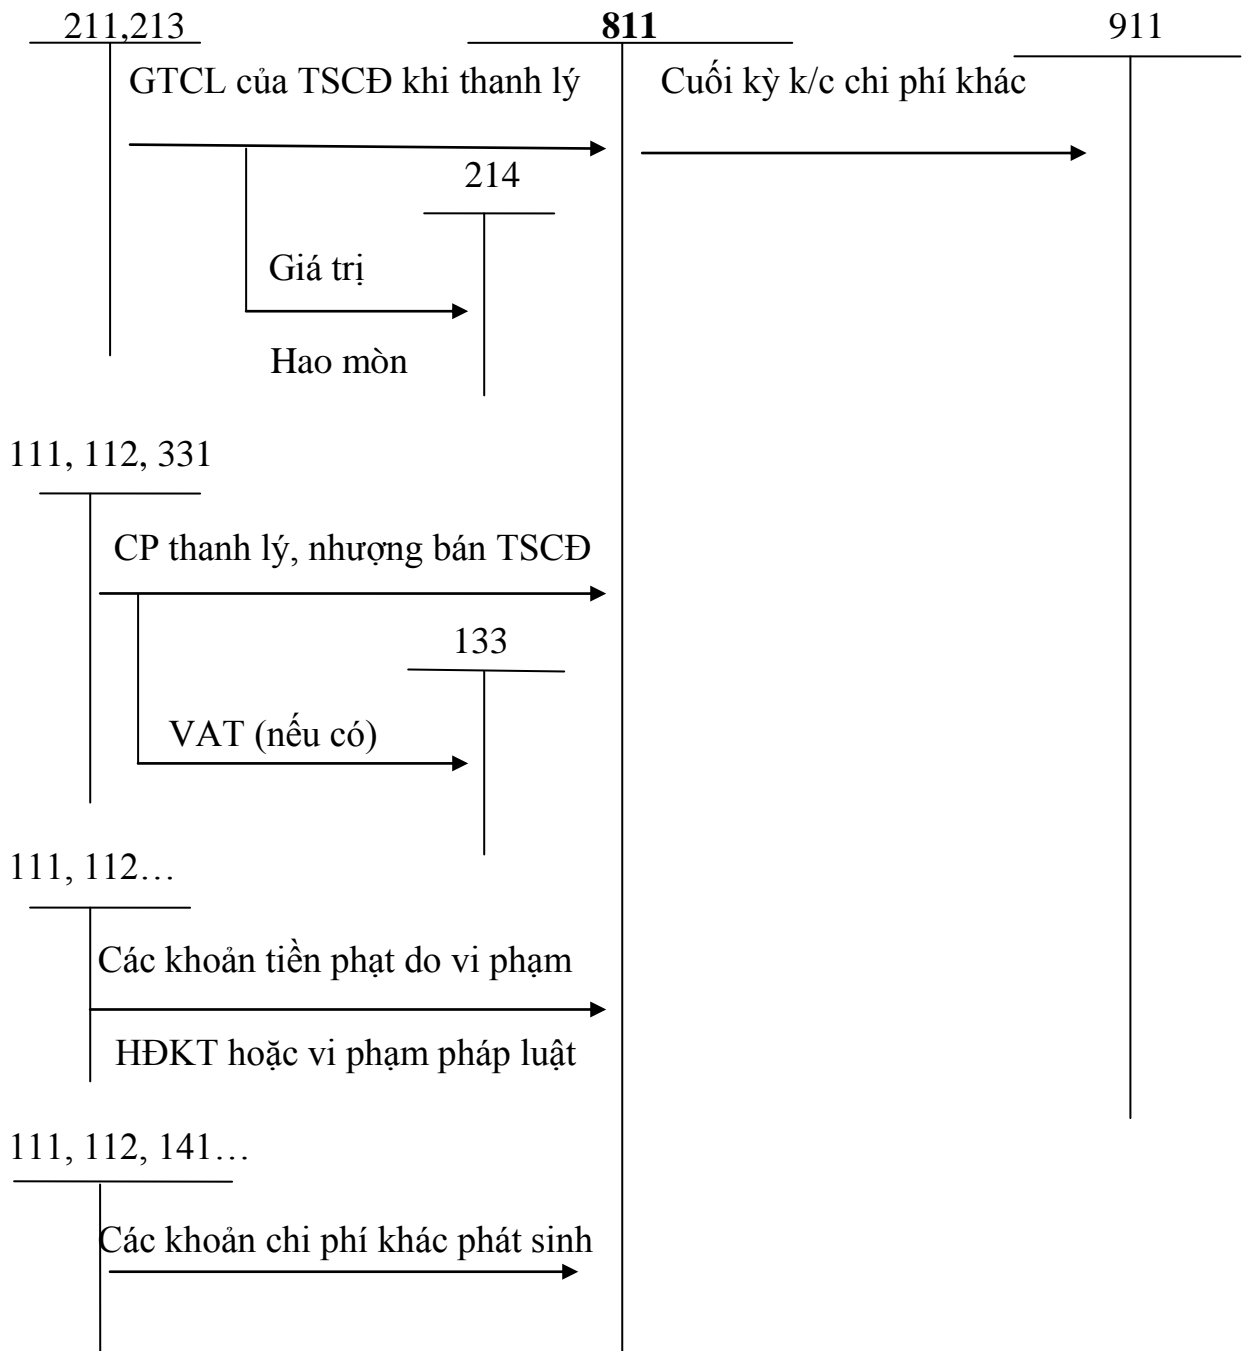 211,213
811
911
GTCL của TSCĐ khi thanh lý
Cuối kỳ k/c chi phí khác
214
Giá trị
Hao mòn
111, 112, 331
CP thanh lý, nhượng bán TSCĐ
133
VAT (nếu có)
111, 112…
Các khoản tiền phạt do vi phạm
HĐKT hoặc vi phạm pháp luật
111, 112, 141…
Các khoản chi phí khác phát sinh